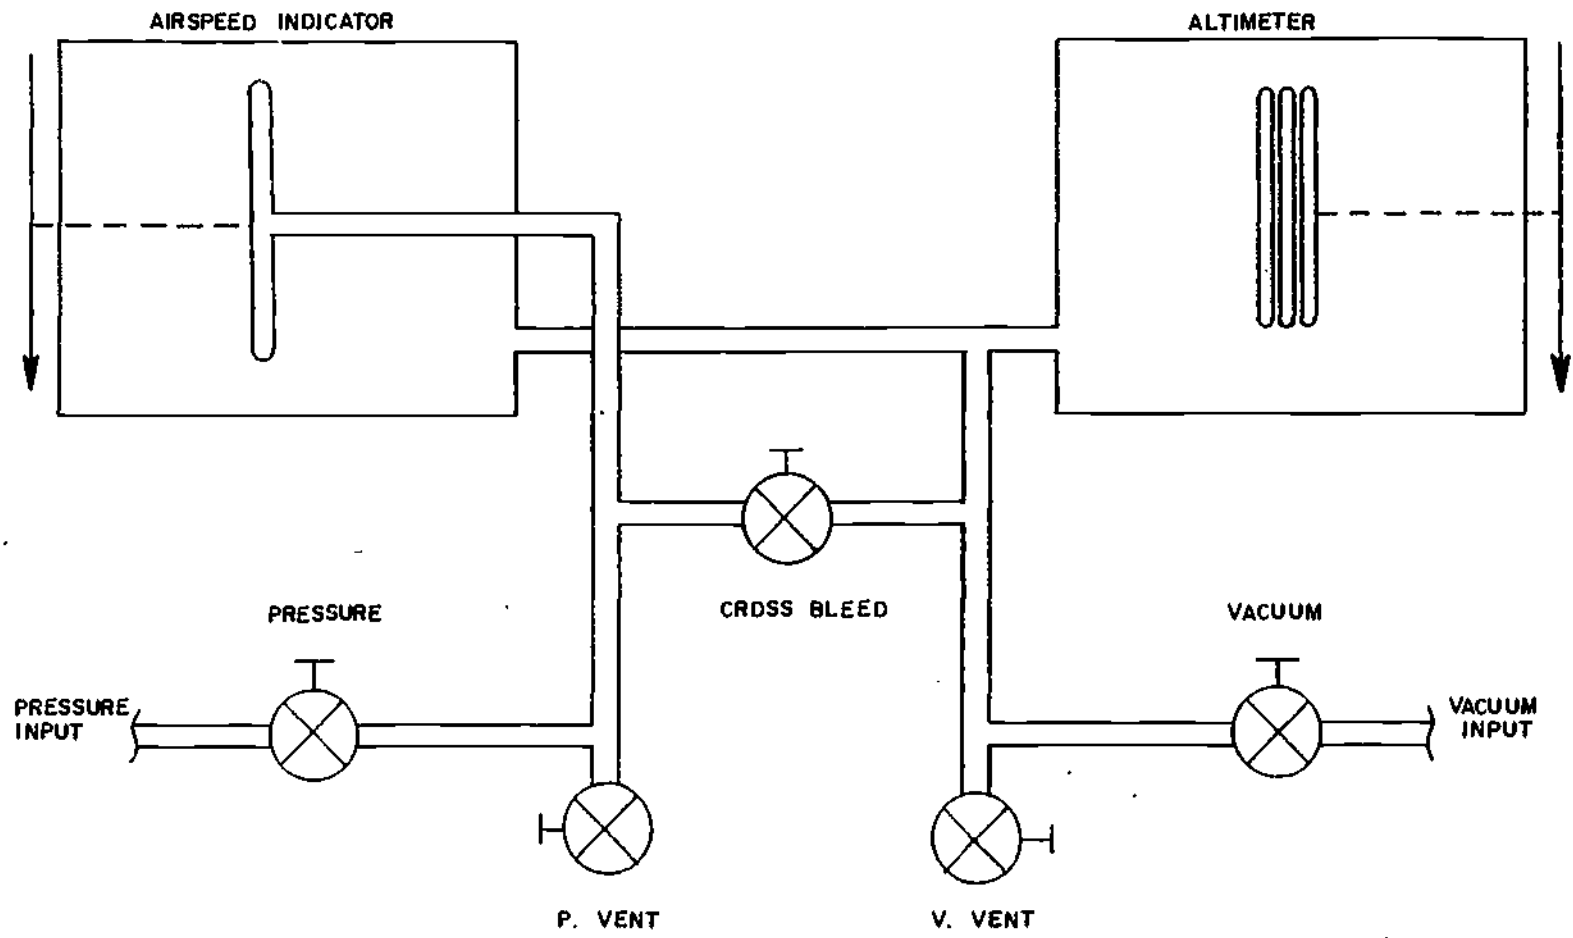 AIRSPEED INDICATOR
ALTIMETER
CRDSS BLEED
PRESSURE
VACUUM
PRESSURE
INPUT
VACUUM
INPUT
P. VENT
V. VENT